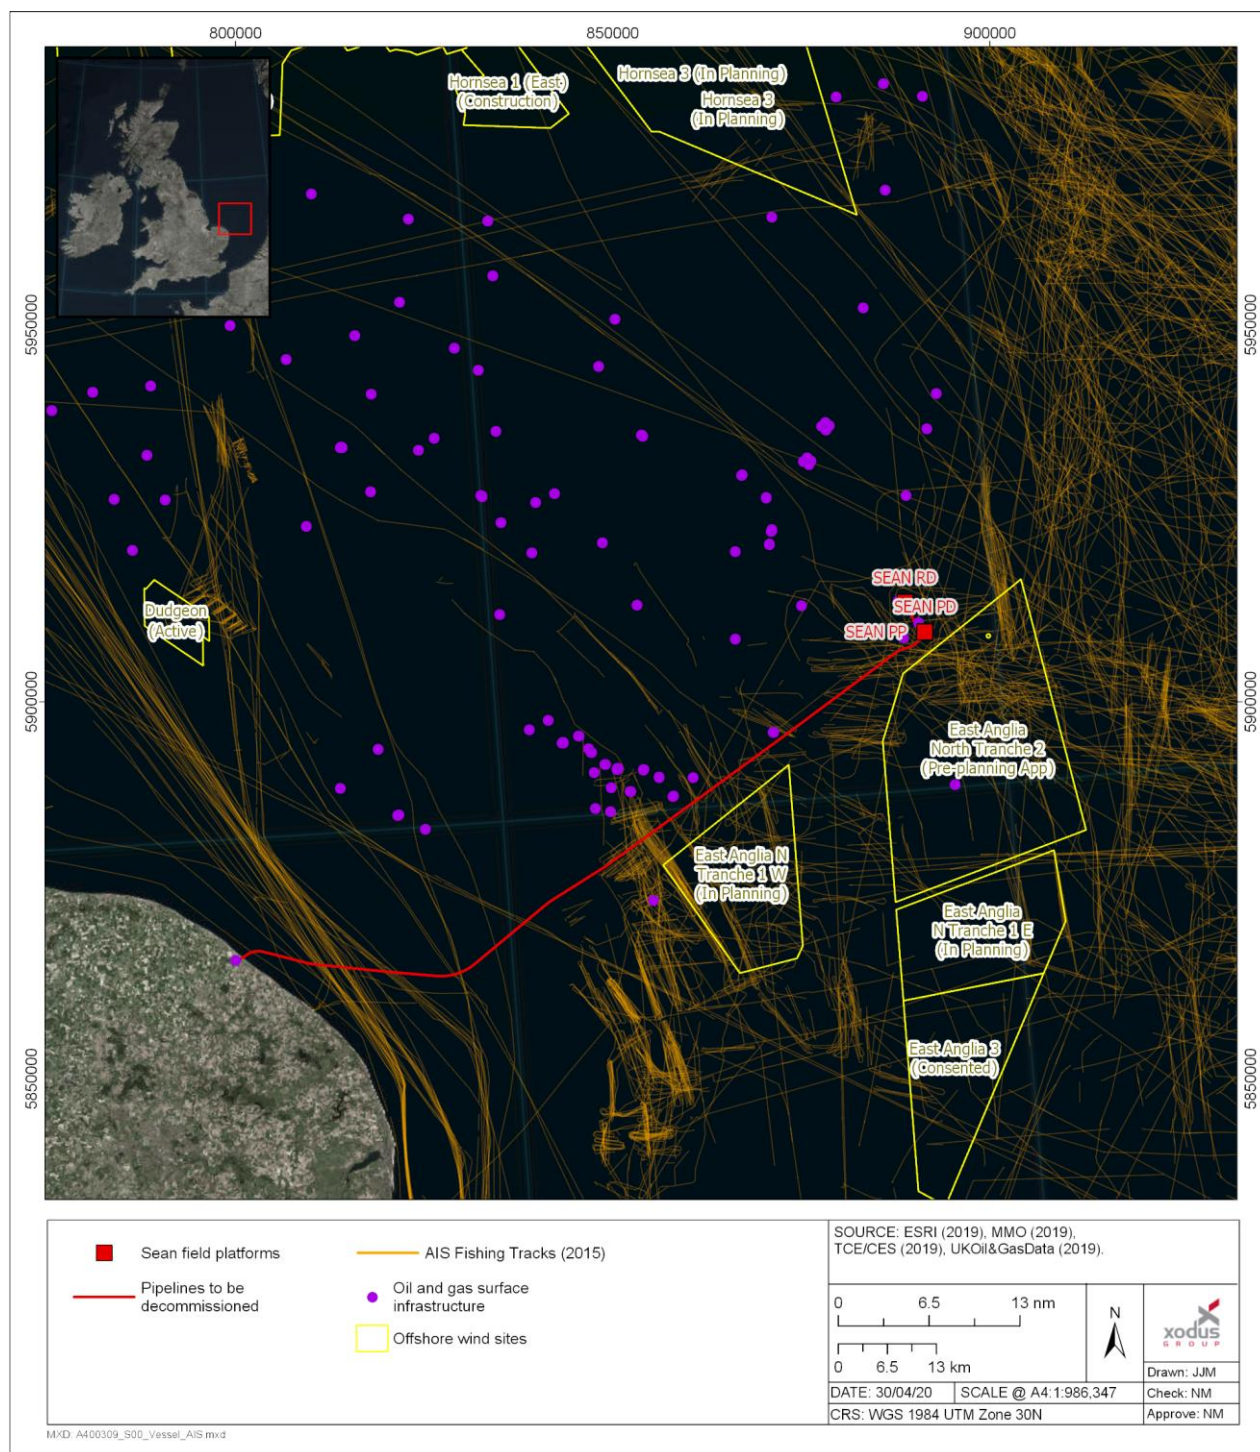 800000
850000
900000
Hornsea 1 (East)
(Construction)
Hornsea 3 (In Planning)
Hornsea 3
(In Planning)
5950000
5950000
SEAN RD
SEAN PD
SEAN PP
Dudgeon
(Active)
5900000
5900000
East Anglia
North Tranche 2
(Pre-planning App)
East Anglia N
Tranche 1 W
(In Planning)
East Anglia
N Tranche 1 E
(In Planning)
East Anglia 3
(Consented)
5850000
5850000
Sean field platforms
AIS Fishing Tracks (2015)
Pipelines to be
decommissioned
Oil and gas surface
infrastructure
Offshore wind sites
SOURCE: ESRI (2019), MMO (2019),
TCE/CES (2019), UKOil&GasData (2019).
0 6.5 13 nm
0 6.5 13 km
N
xodus
GROUP
Drawn: JJM
DATE: 30/04/20 SCALE @ A4:1:986,347 Check: NM
CRS: WGS 1984 UTM Zone 30N Approve: NM
MXD: A400309_S00_Vessel_AIS.mxd